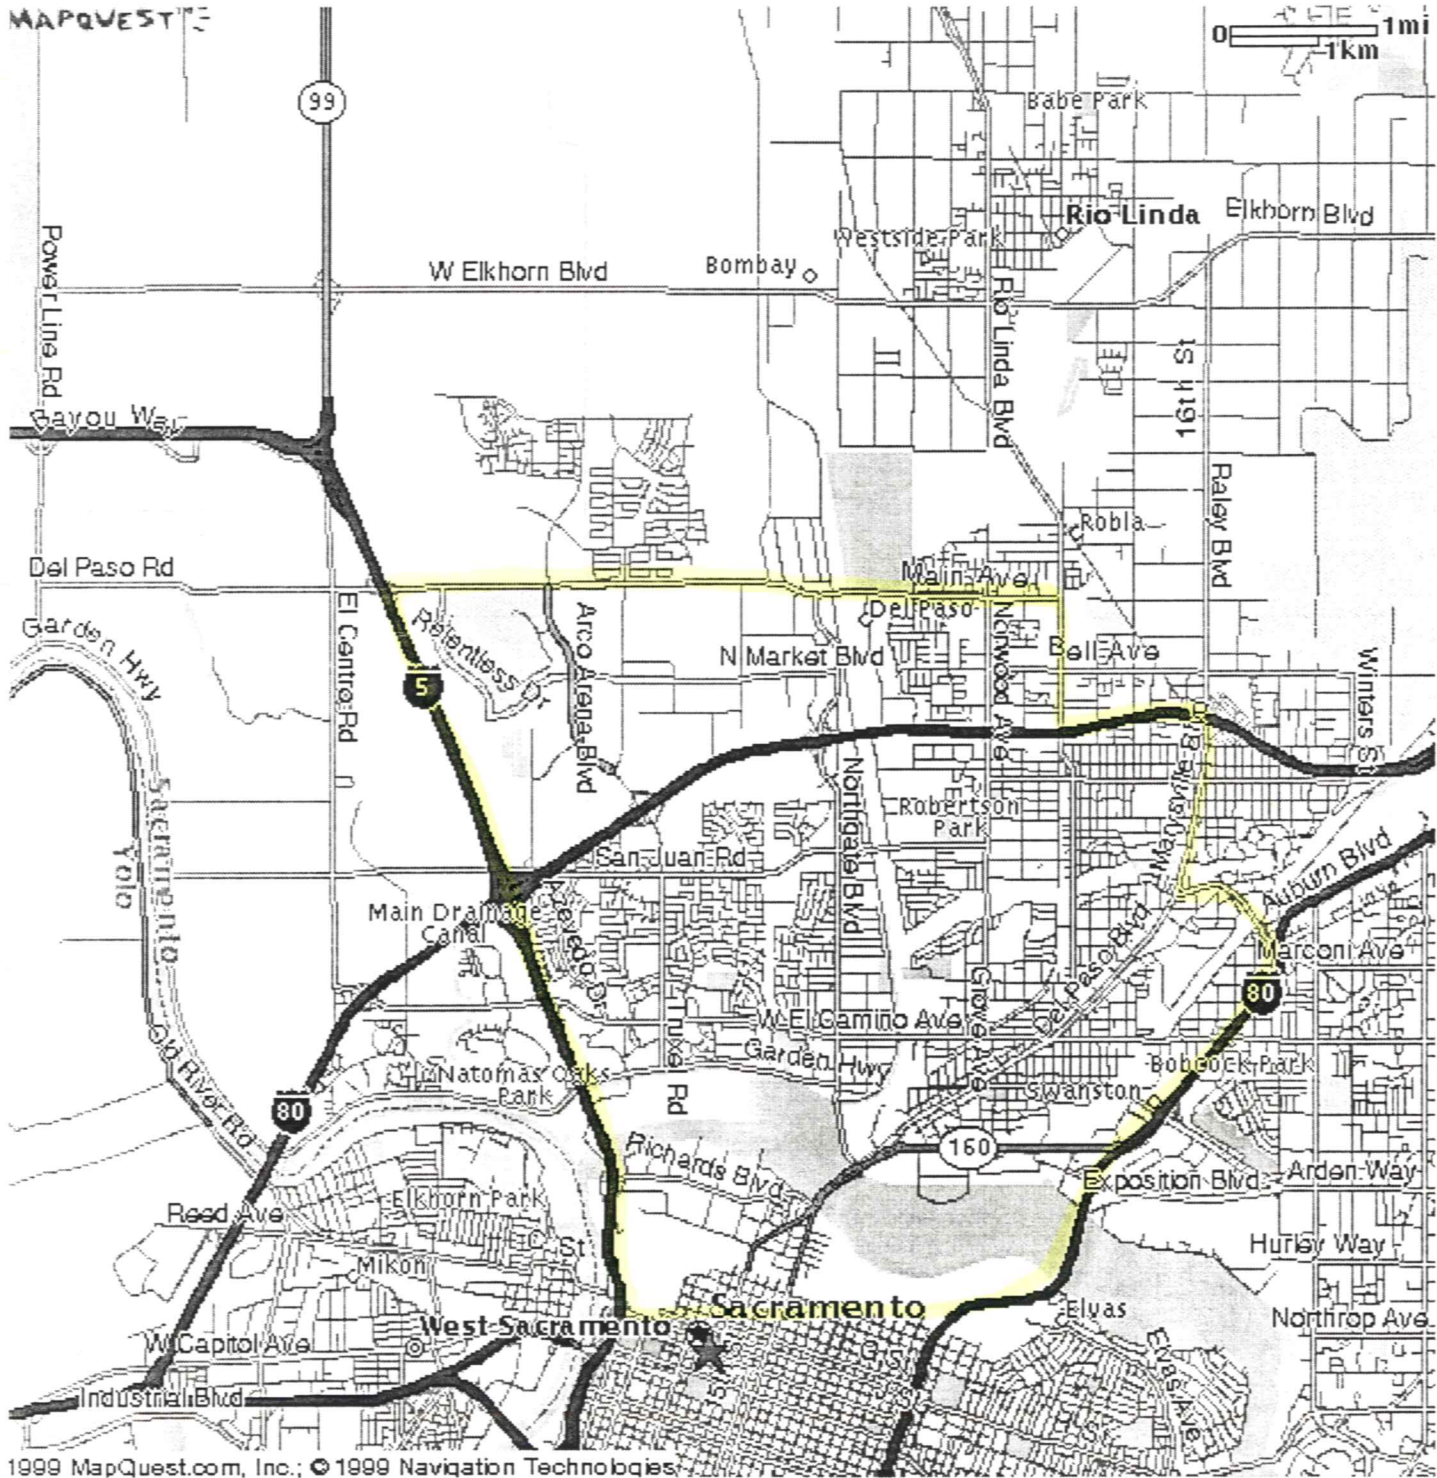 MAPQUEST
0 1mi
1km
99
Babe Park
Rio Linda
Elkhorn Blvd
Westside Park
Power Line Rd
W Elkhorn Blvd
Bombay
Rio Linda Blvd
16th St
Bayou Way
Raley Blvd
Robla
Del Paso Rd
Main Ave
Del Paso
Garden Hwy
El Centro Rd
Relentless Dr
Arco Arena Blvd
N Market Blvd
Norwood Ave
Bell Ave
Winters St
5
Sacramento
Yolo
Northgate Blvd
Marysville Blvd
Robertson
Park
San Juan Rd
Auburn Blvd
Main Drainage
Canal
Azevedo Dr
Del Paso Blvd
Marconi Ave
80
Grove Ave
W El Camino Ave
Old River Rd
Garden Hwy
Truxel Rd
Natomas Oaks
Park
Bobcock Park
Swanston
80
160
Richards Blvd
Exposition Blvd
Arden Way
Elkhorn Park
Reed Ave
C St
Mikon
Hurley Way
Sacramento
Elvas
Northrop Ave
West Sacramento
W Capitol Ave
Elvas Ave
Industrial Blvd
1999 MapQuest.com, Inc.; © 1999 Navigation Technologies